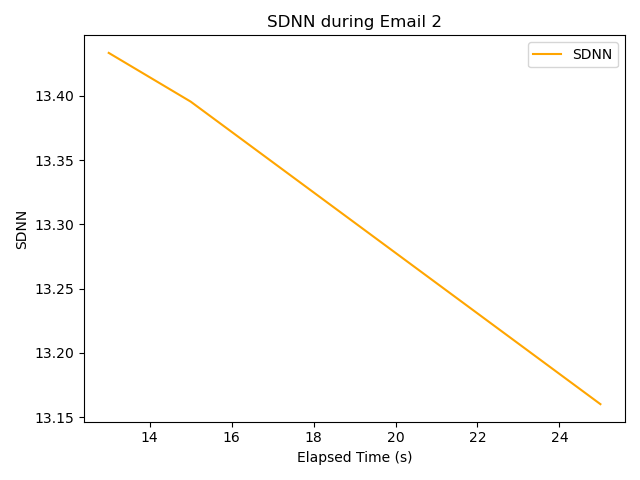 SDNN during Email 2
SDNN
13.40
13.35
13.30
13.25
13.20
13.15
SDNN
14 16 18 20 22 24
Elapsed Time (s)